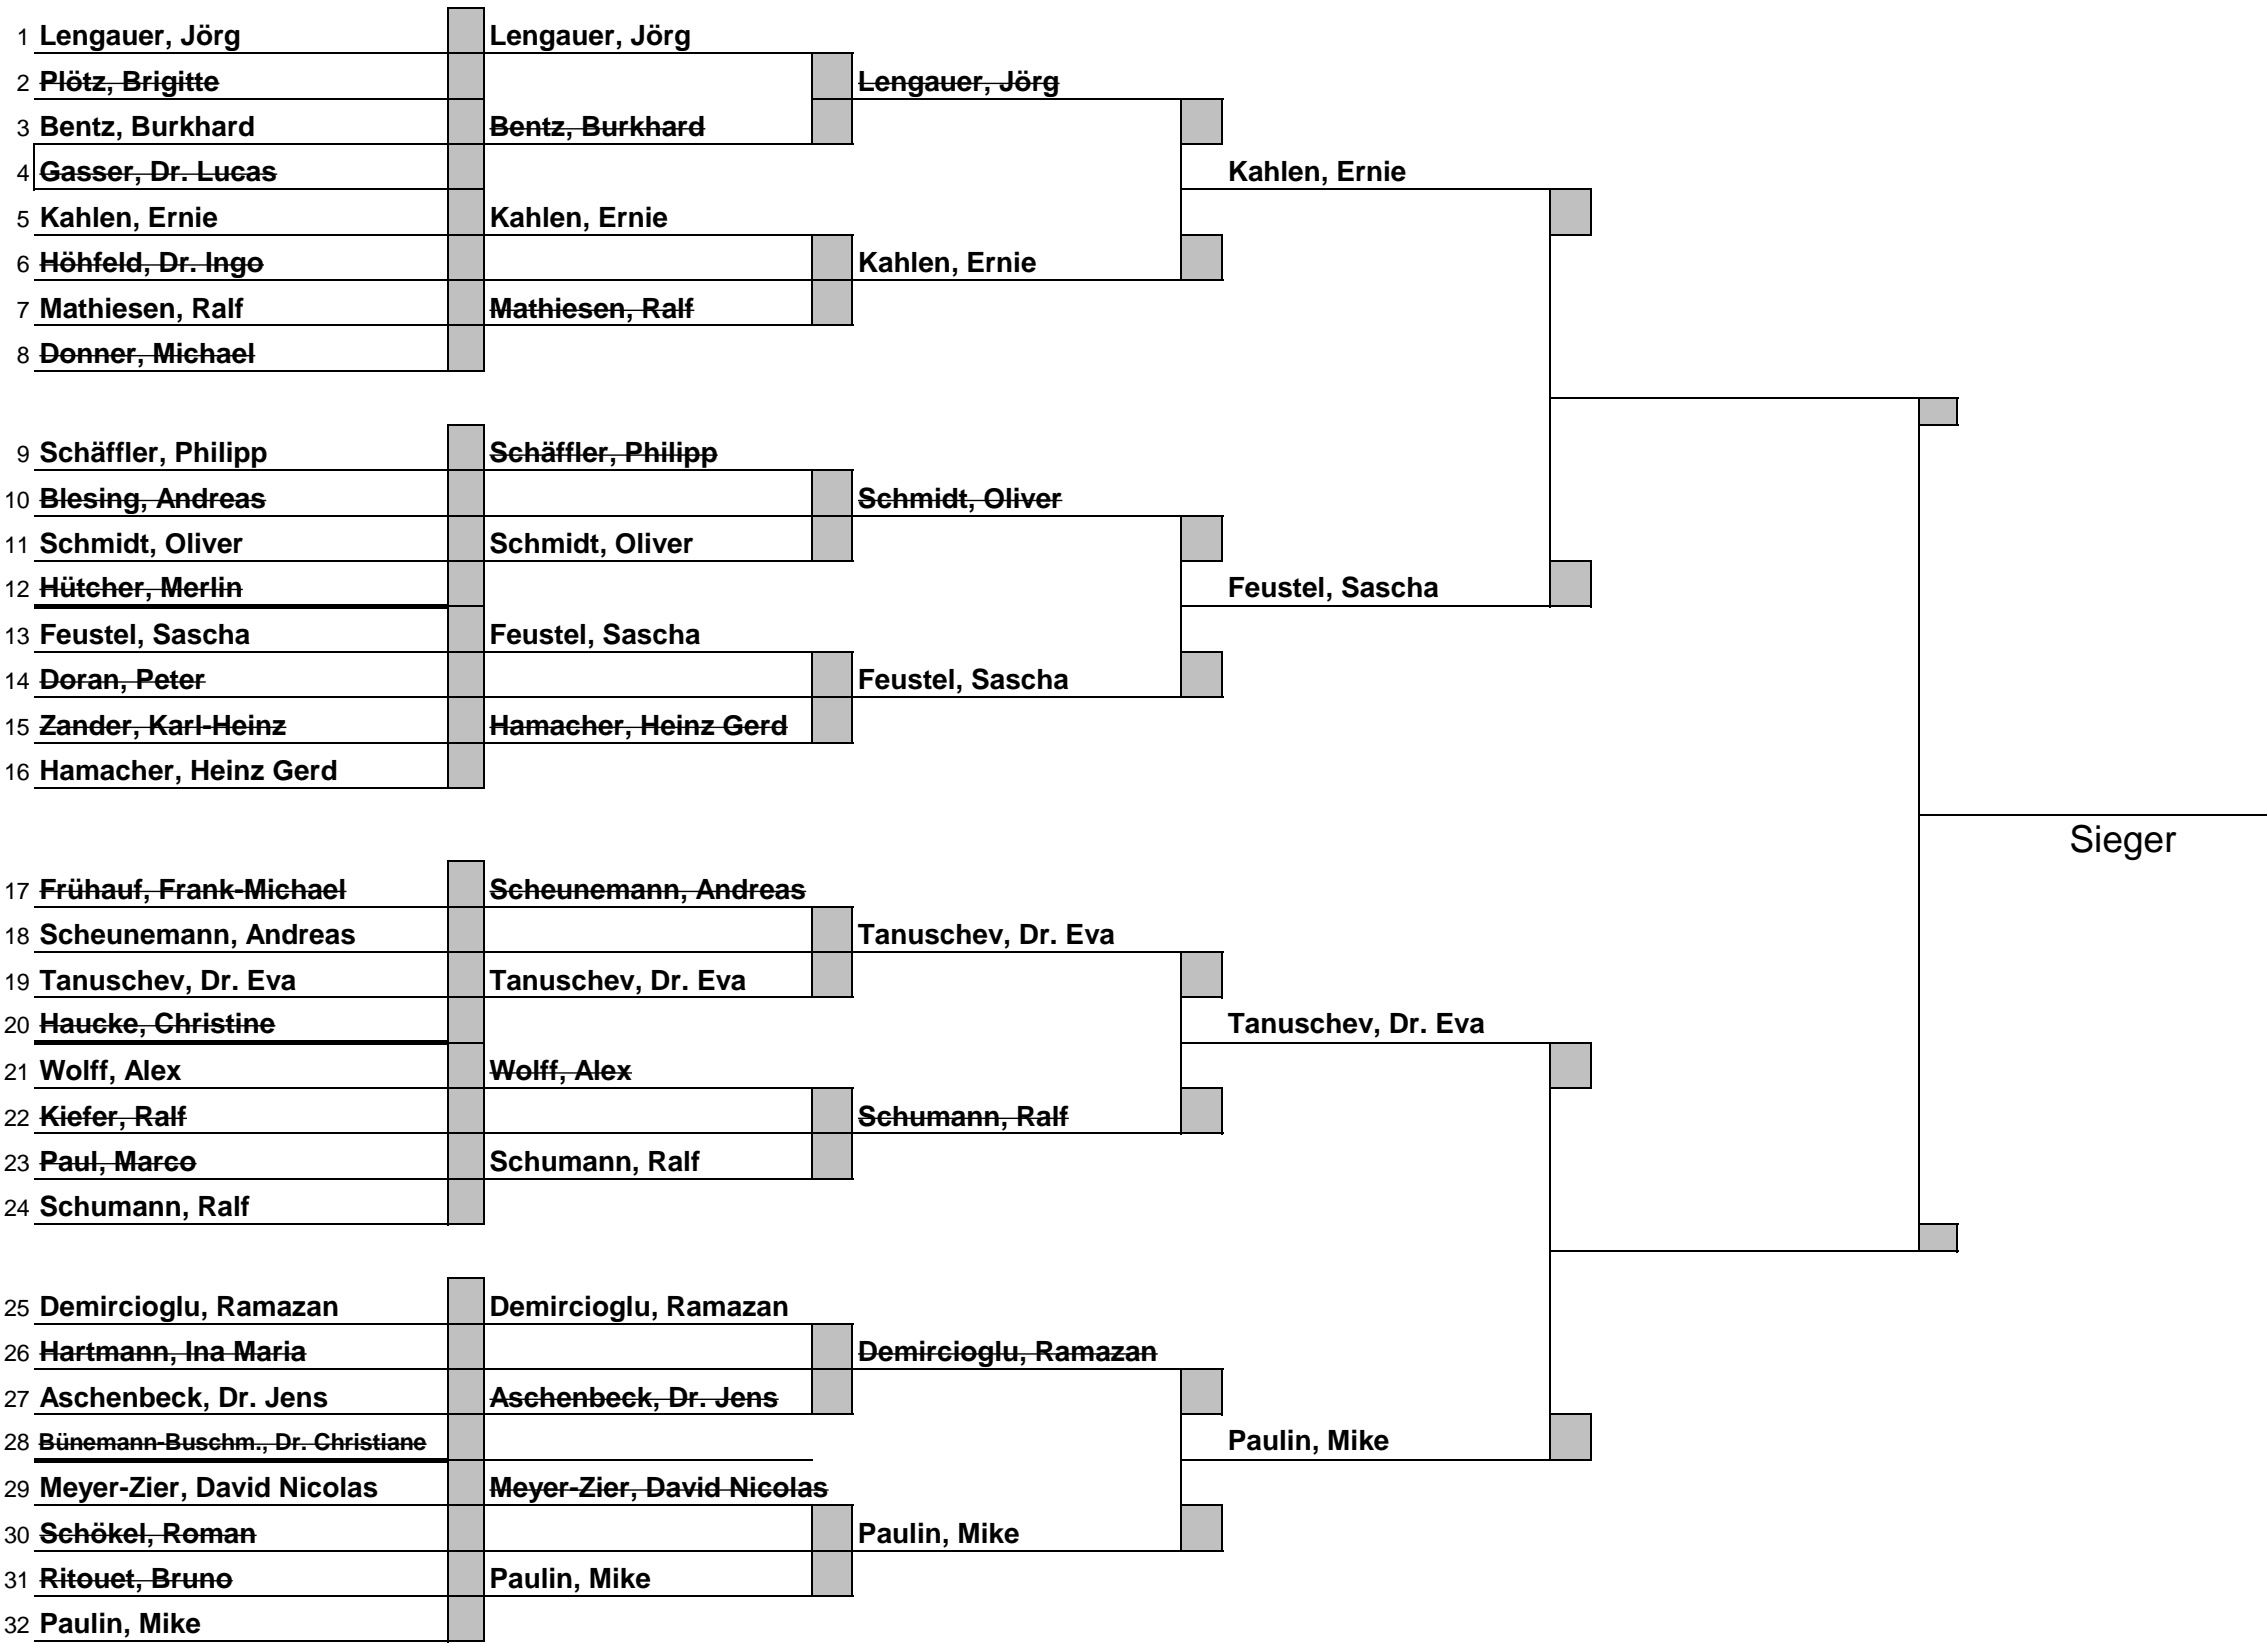 1 Lengauer, Jörg Lengauer, Jörg
2 Plötz, Brigitte Lengauer, Jörg
3 Bentz, Burkhard Bentz, Burkhard
4 Gasser, Dr. Lucas Kahlen, Ernie
5 Kahlen, Ernie Kahlen, Ernie
6 Höhfeld, Dr. Ingo Kahlen, Ernie
7 Mathiesen, Ralf Mathiesen, Ralf
8 Donner, Michael
9 Schäffler, Philipp Schäffler, Philipp
10 Blesing, Andreas Schmidt, Oliver
11 Schmidt, Oliver Schmidt, Oliver
12 Hütcher, Merlin Feustel, Sascha
13 Feustel, Sascha Feustel, Sascha
14 Doran, Peter Feustel, Sascha
15 Zander, Karl-Heinz Hamacher, Heinz Gerd
16 Hamacher, Heinz Gerd
Sieger
17 Frühauf, Frank-Michael Scheunemann, Andreas
18 Scheunemann, Andreas Tanuschev, Dr. Eva
19 Tanuschev, Dr. Eva Tanuschev, Dr. Eva
20 Haucke, Christine Tanuschev, Dr. Eva
21 Wolff, Alex Wolff, Alex
22 Kiefer, Ralf Schumann, Ralf
23 Paul, Marco Schumann, Ralf
24 Schumann, Ralf
25 Demircioglu, Ramazan Demircioglu, Ramazan
26 Hartmann, Ina Maria Demircioglu, Ramazan
27 Aschenbeck, Dr. Jens Aschenbeck, Dr. Jens
28 Bünemann-Buschm., Dr. Christiane Paulin, Mike
29 Meyer-Zier, David Nicolas Meyer-Zier, David Nicolas
30 Schökel, Roman Paulin, Mike
31 Ritouet, Bruno Paulin, Mike
32 Paulin, Mike